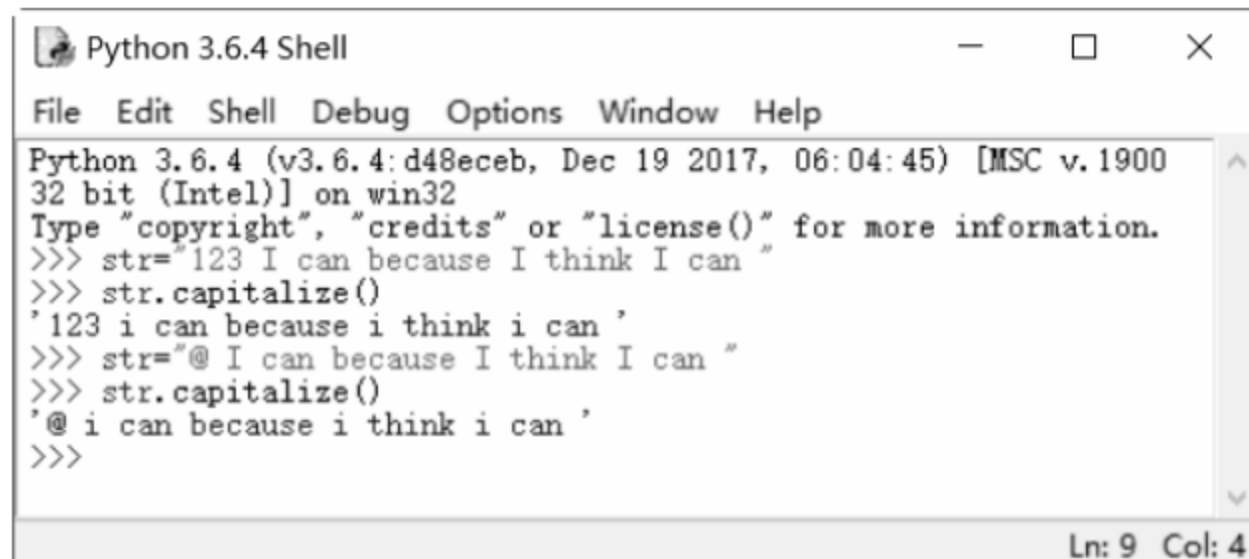 Python 3.6.4 Shell
File Edit Shell Debug Options Window Help
Python 3.6.4 (v3.6.4:d48eceb, Dec 19 2017, 06:04:45) [MSC v.1900
32 bit (Intel)] on win32
Type "copyright", "credits" or "license()" for more information.
>>> str="123 I can because I think I can "
>>> str.capitalize()
'123 i can because i think i can '
>>> str="@ I can because I think I can "
>>> str.capitalize()
'@ i can because i think i can '
>>>
Ln: 9 Col: 4